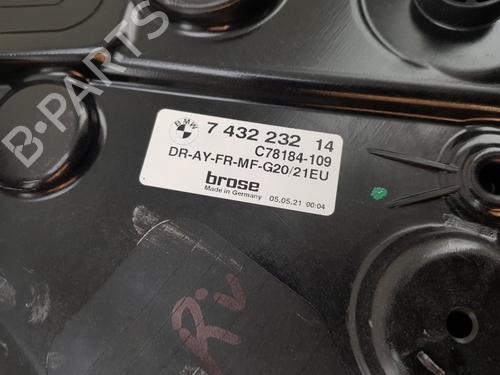 B-PARTS
BMW
7 432 232 14
C78184-109
DR-AY-FR-MF-G20/21EU
brose
Made in Germany 05.05.21 00:04
RV